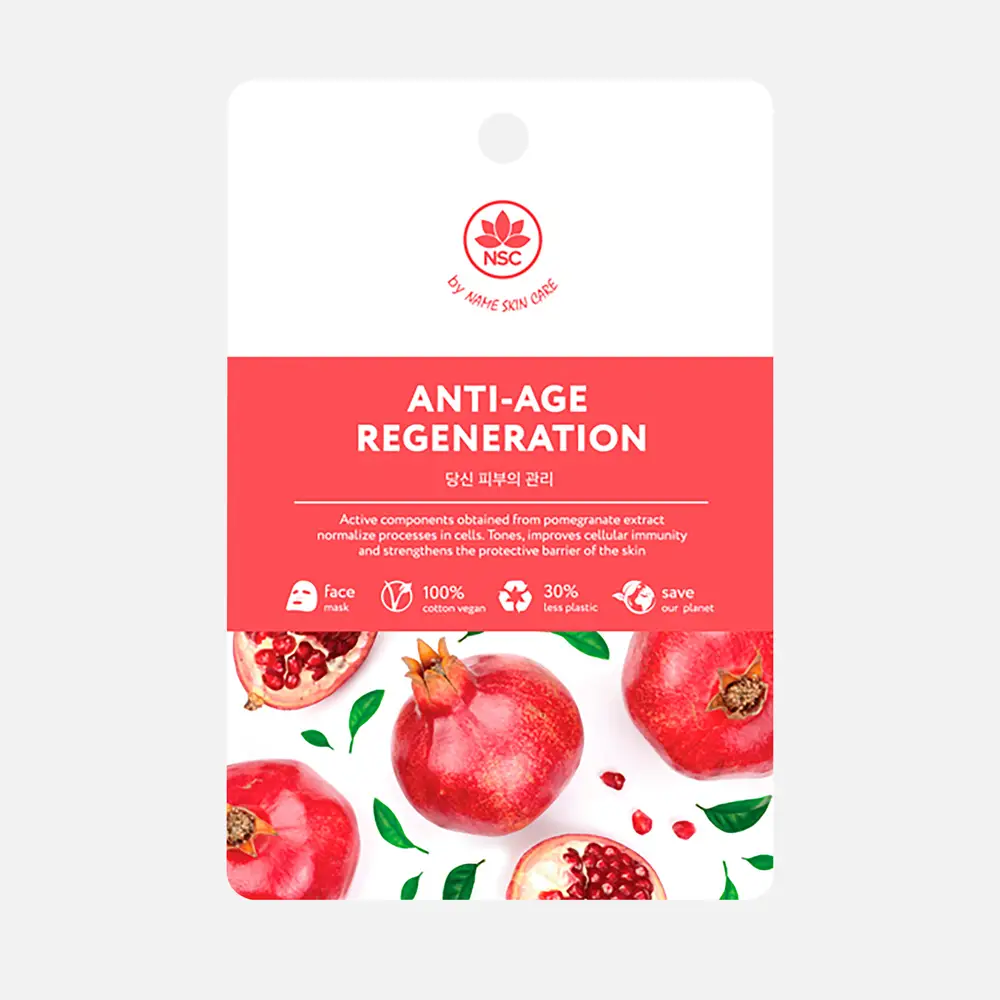 NSC
by NAME SKIN CARE
ANTI-AGE
REGENERATION
당신 피부의 관리
Active components obtained from pomegranate extract
normalize processes in cells. Tones, improves cellular immunity
and strengthens the protective barrier of the skin
face
mask
100%
cotton vegan
30%
less plastic
save
our planet